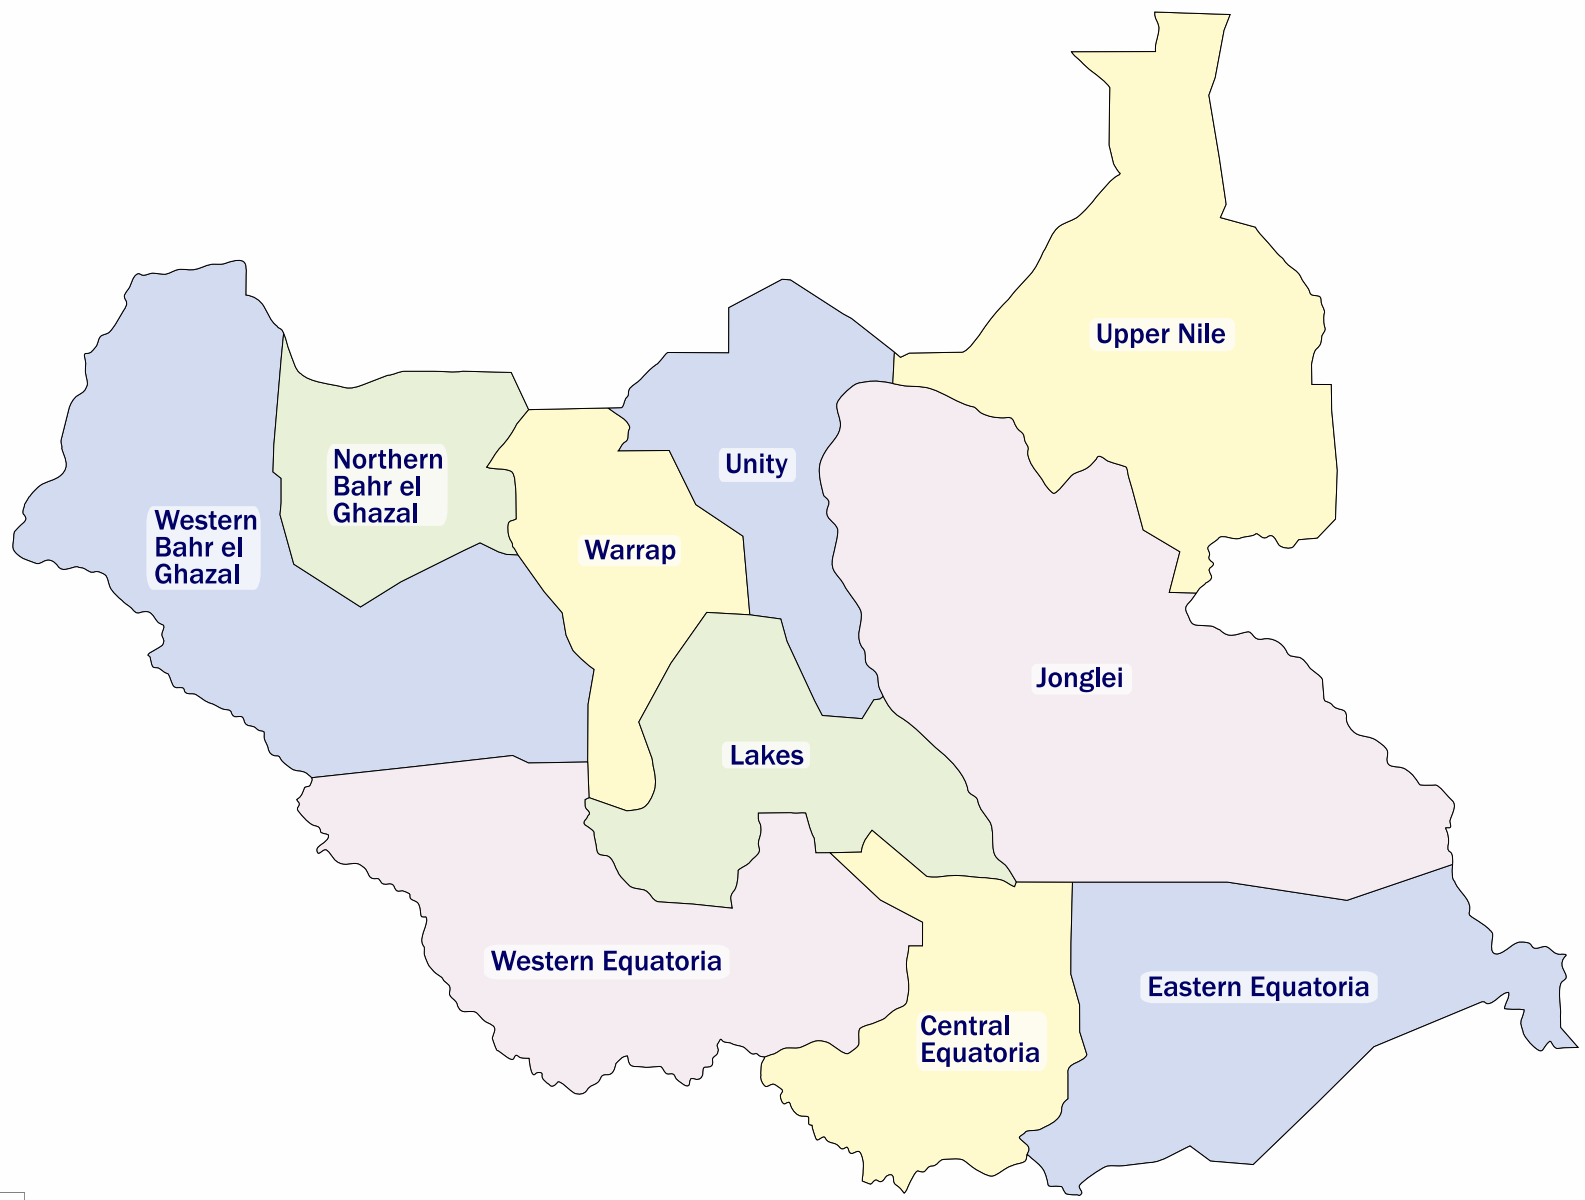 Upper Nile
Northern
Bahr el
Ghazal
Unity
Western
Bahr el
Ghazal
Warrap
Jonglei
Lakes
Western Equatoria
Eastern Equatoria
Central
Equatoria